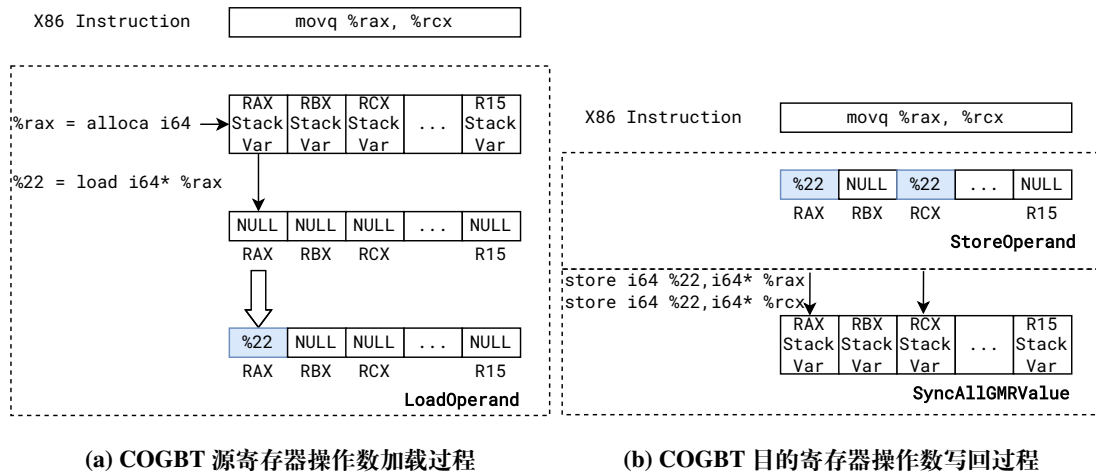 X86 Instruction
movq %rax, %rcx
%rax = alloca i64
RAX Stack Var
RBX Stack Var
RCX Stack Var
...
R15 Stack Var
%22 = load i64* %rax
NULL NULL NULL ... NULL
RAX RBX RCX R15
%22 NULL NULL ... NULL
RAX RBX RCX R15
LoadOperand
(a) COGBT 源寄存器操作数加载过程
X86 Instruction
movq %rax, %rcx
%22 NULL %22 ... NULL
RAX RBX RCX R15
StoreOperand
store i64 %22,i64* %rax
store i64 %22,i64* %rcx
RAX Stack Var
RBX Stack Var
RCX Stack Var
...
R15 Stack Var
SyncAllGMRValue
(b) COGBT 目的寄存器操作数写回过程